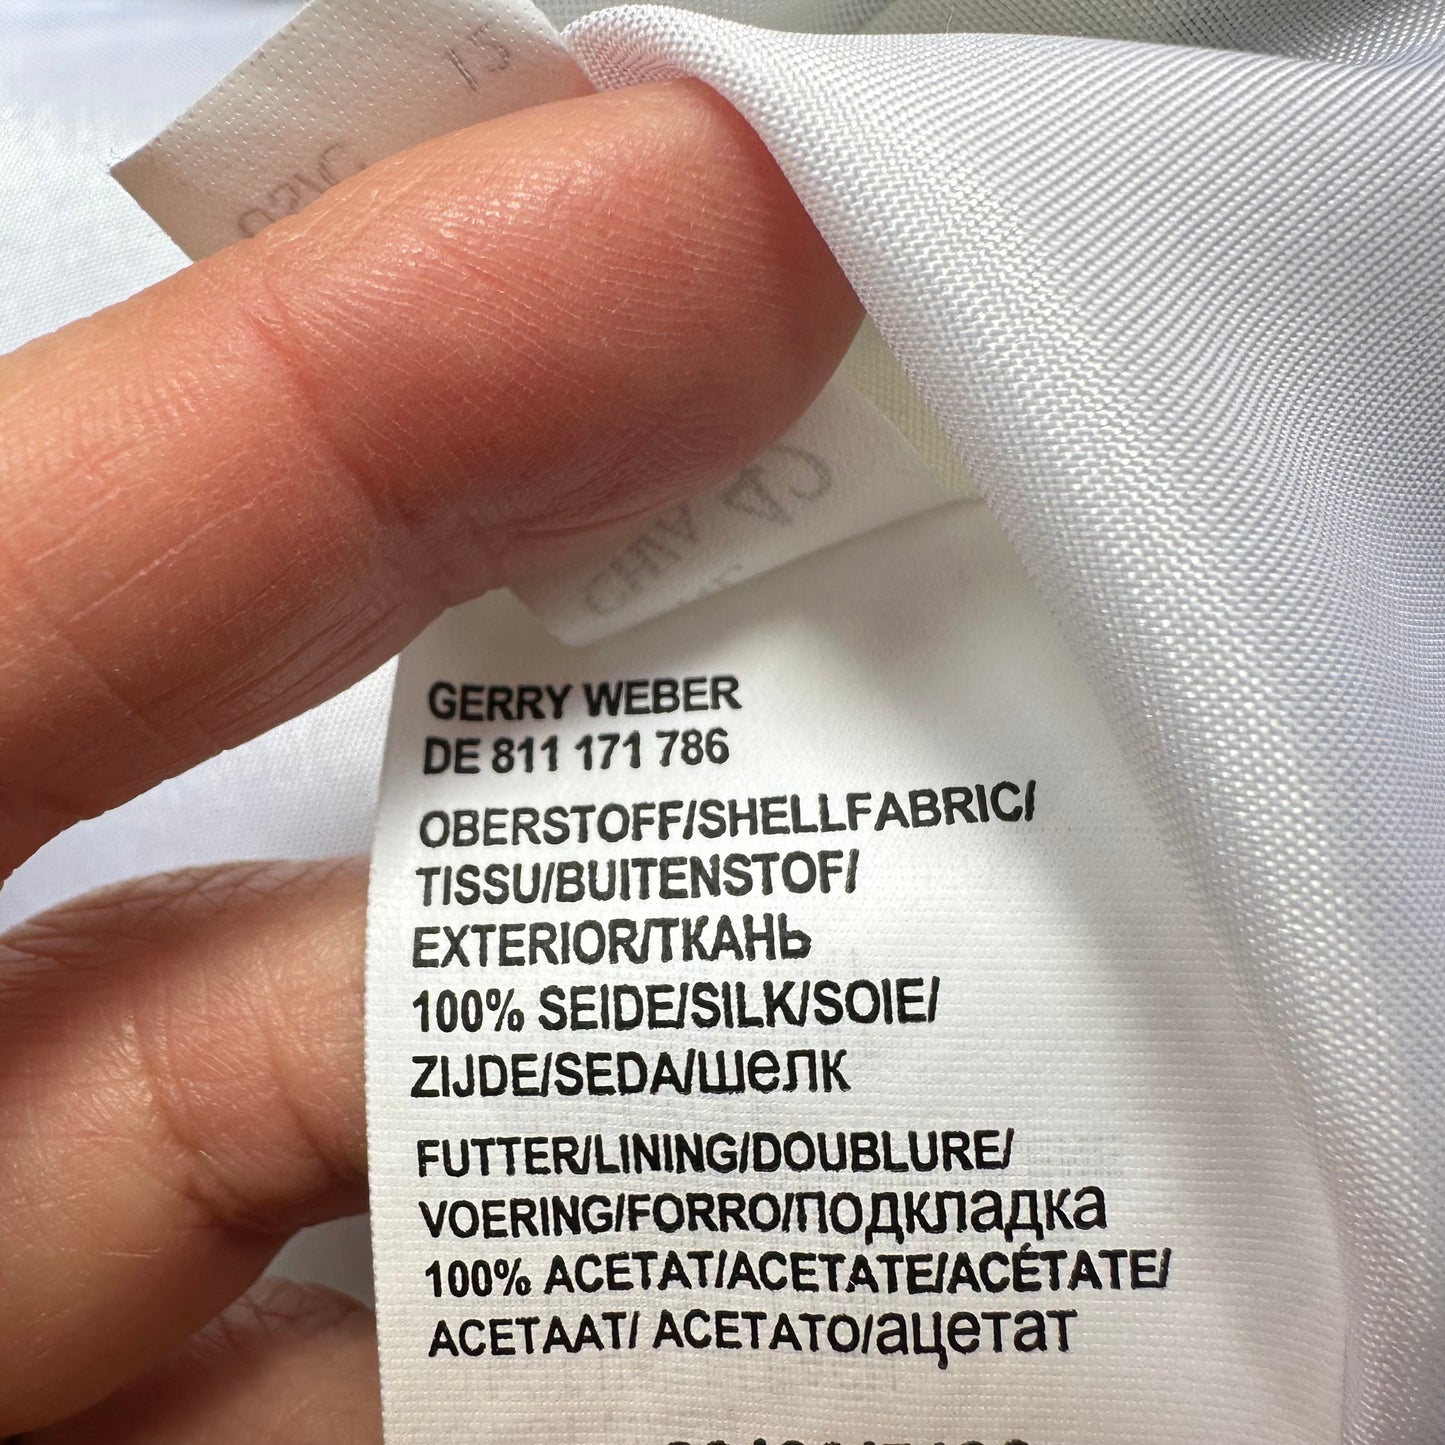 GERRY WEBER
DE 811 171 786
OBERSTOFF/SHELLFABRIC/
TISSU/BUITENSTOF/
EXTERIOR/ТКАНЬ
100% SEIDE/SILK/SOIE/
ZIJDE/SEDA/шелк
FUTTER/LINING/DOUBLURE/
VOERING/FORRO/подкладка
100% ACETAT/ACETATE/ACÉTATE/
ACETAAT/ ACETATO/ацетат